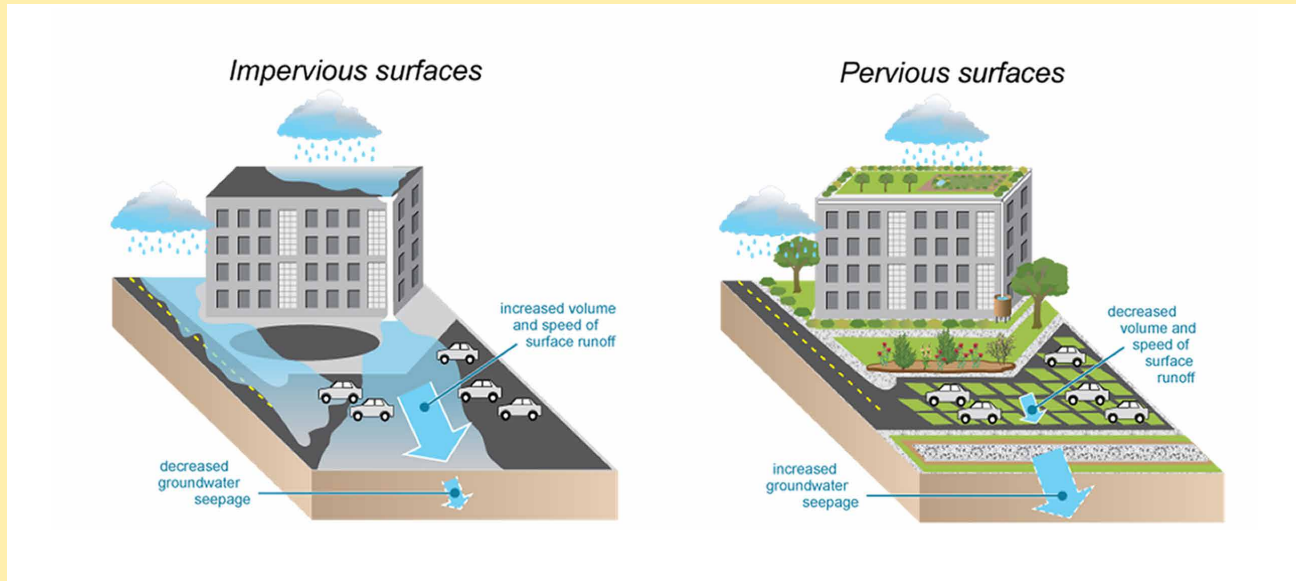 Impervious surfaces
increased volume
and speed of
surface runoff
decreased
groundwater
seepage
Pervious surfaces
decreased
volume and
speed of
surface
runoff
increased
groundwater
seepage